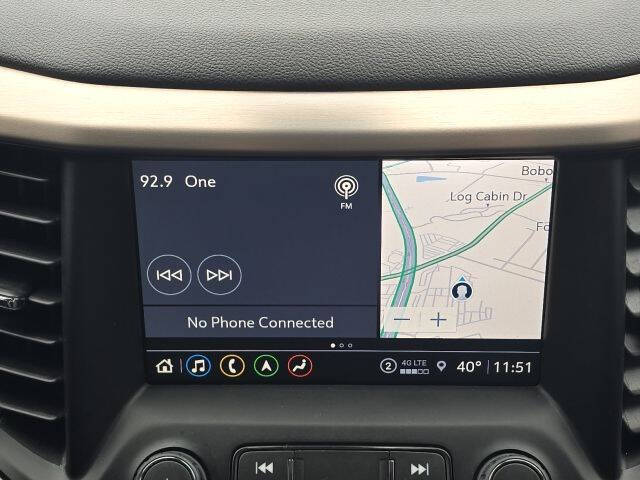 92.9 One
FM
Bobo
Log Cabin Dr
Fo
No Phone Connected
2 4G LTE 40° 11:51